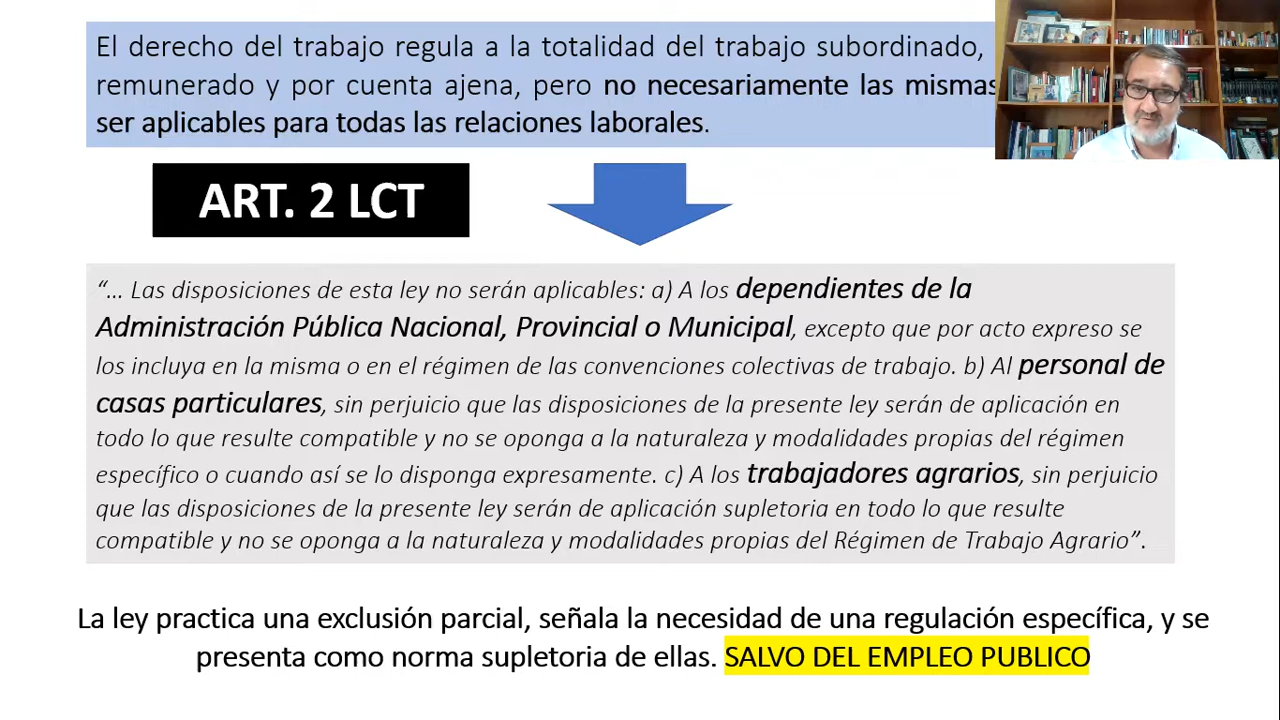 El derecho del trabajo regula a la totalidad del trabajo subordinado,
remunerado y por cuenta ajena, pero no necesariamente las mismas
ser aplicables para todas las relaciones laborales.
ART. 2 LCT
“... Las disposiciones de esta ley no serán aplicables: a) A los dependientes de la
Administración Pública Nacional, Provincial o Municipal, excepto que por acto expreso se
los incluya en la misma o en el régimen de las convenciones colectivas de trabajo. b) Al personal de
casas particulares, sin perjuicio que las disposiciones de la presente ley serán de aplicación en
todo lo que resulte compatible y no se oponga a la naturaleza y modalidades propias del régimen
específico o cuando así se lo disponga expresamente. c) A los trabajadores agrarios, sin perjuicio
que las disposiciones de la presente ley serán de aplicación supletoria en todo lo que resulte
compatible y no se oponga a la naturaleza y modalidades propias del Régimen de Trabajo Agrario”.
La ley practica una exclusión parcial, señala la necesidad de una regulación específica, y se
presenta como norma supletoria de ellas. SALVO DEL EMPLEO PUBLICO